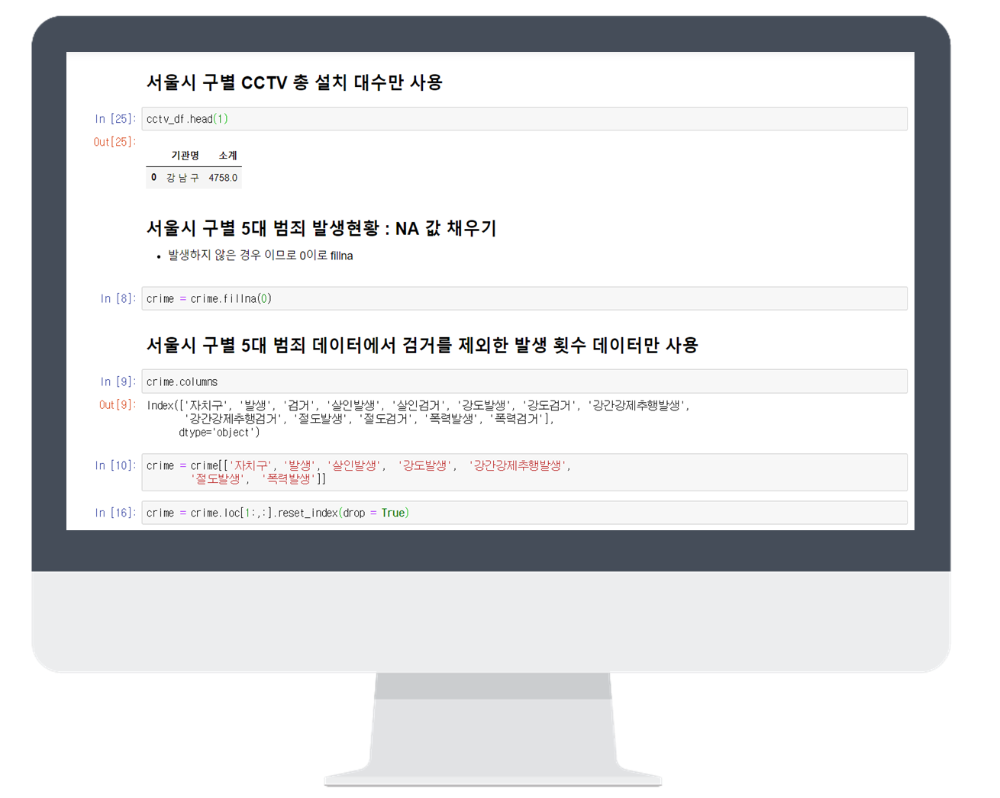 서울시 구별 CCTV 총 설치 대수만 사용
In [25]: cctv_df.head(1)
Out[25]:
기관명 소계
0 강 남 구 4758.0
서울시 구별 5대 범죄 발생현황 : NA 값 채우기
• 발생하지 않은 경우 이므로 0이로 fillna
In [8]: crime = crime.fillna(0)
서울시 구별 5대 범죄 데이터에서 검거를 제외한 발생 횟수 데이터만 사용
In [9]: crime.columns
Out[9]: Index(['자치구', '발생', '검거', '살인발생', '살인검거', '강도발생', '강도검거', '강간강제추행발생',
'강간강제추행검거', '절도발생', '절도검거', '폭력발생', '폭력검거'],
dtype='object')
In [10]: crime = crime[['자치구', '발생', '살인발생', '강도발생', '강간강제추행발생',
'절도발생', '폭력발생']]
In [16]: crime = crime.loc[1:,:].reset_index(drop = True)